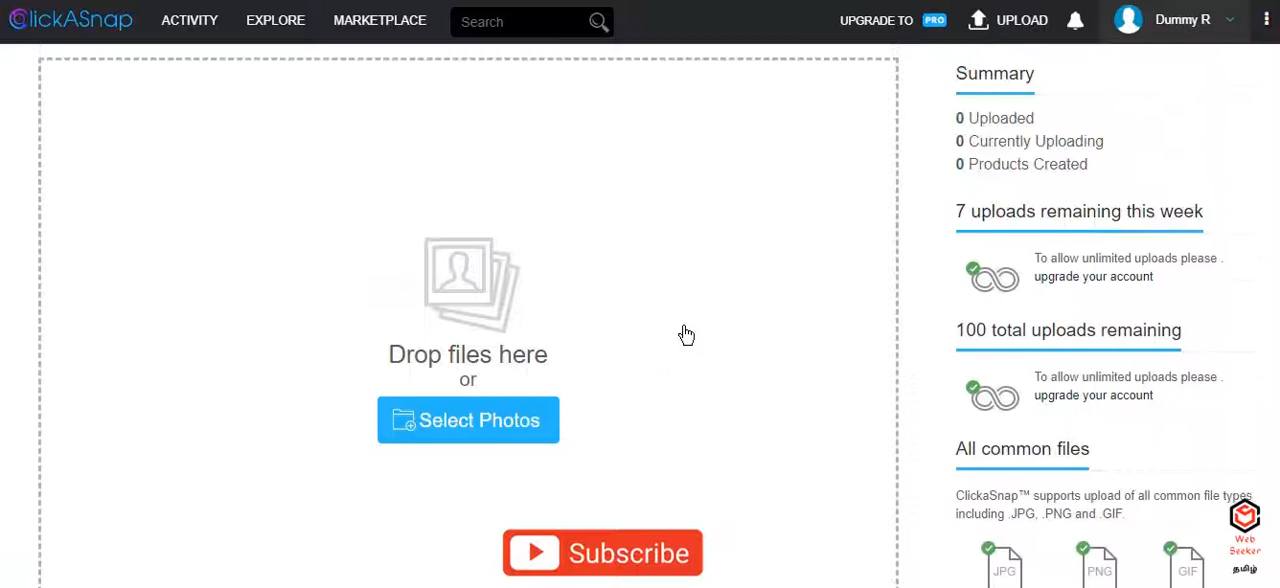 ClickASnap ACTIVITY EXPLORE MARKETPLACE Search UPGRADE TO PRO UPLOAD Dummy R
Summary
0 Uploaded
0 Currently Uploading
0 Products Created
7 uploads remaining this week
To allow unlimited uploads please .
upgrade your account
100 total uploads remaining
To allow unlimited uploads please .
upgrade your account
Drop files here
or
Select Photos
All common files
ClickaSnap™ supports upload of all common file types
including .JPG, .PNG and .GIF.
JPG PNG GIF
Subscribe
Web
Seeker
தமிழ்